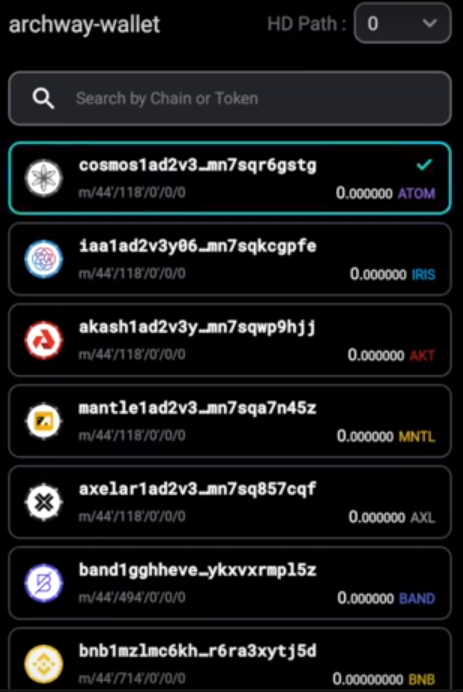 archway-wallet
HD Path : 0
Search by Chain or Token
cosmos1ad2v3…mn7sqr6gstg
m/44'/118'/0'/0/0
0.000000 ATOM
iaa1ad2v3y06…mn7sqkcgpfe
m/44'/118'/0'/0/0
0.000000 IRIS
akash1ad2v3y…mn7sqwp9hjj
m/44'/118'/0'/0/0
0.000000 AKT
mantle1ad2v3…mn7sqa7n45z
m/44'/118'/0'/0/0
0.000000 MNTL
axelar1ad2v3…mn7sq857cqf
m/44'/118'/0'/0/0
0.000000 AXL
band1gghheve…ykxvxrmpl5z
m/44'/494'/0'/0/0
0.000000 BAND
bnb1mzlmc6kh…r6ra3xytj5d
m/44'/714'/0'/0/0
0.00000000 BNB